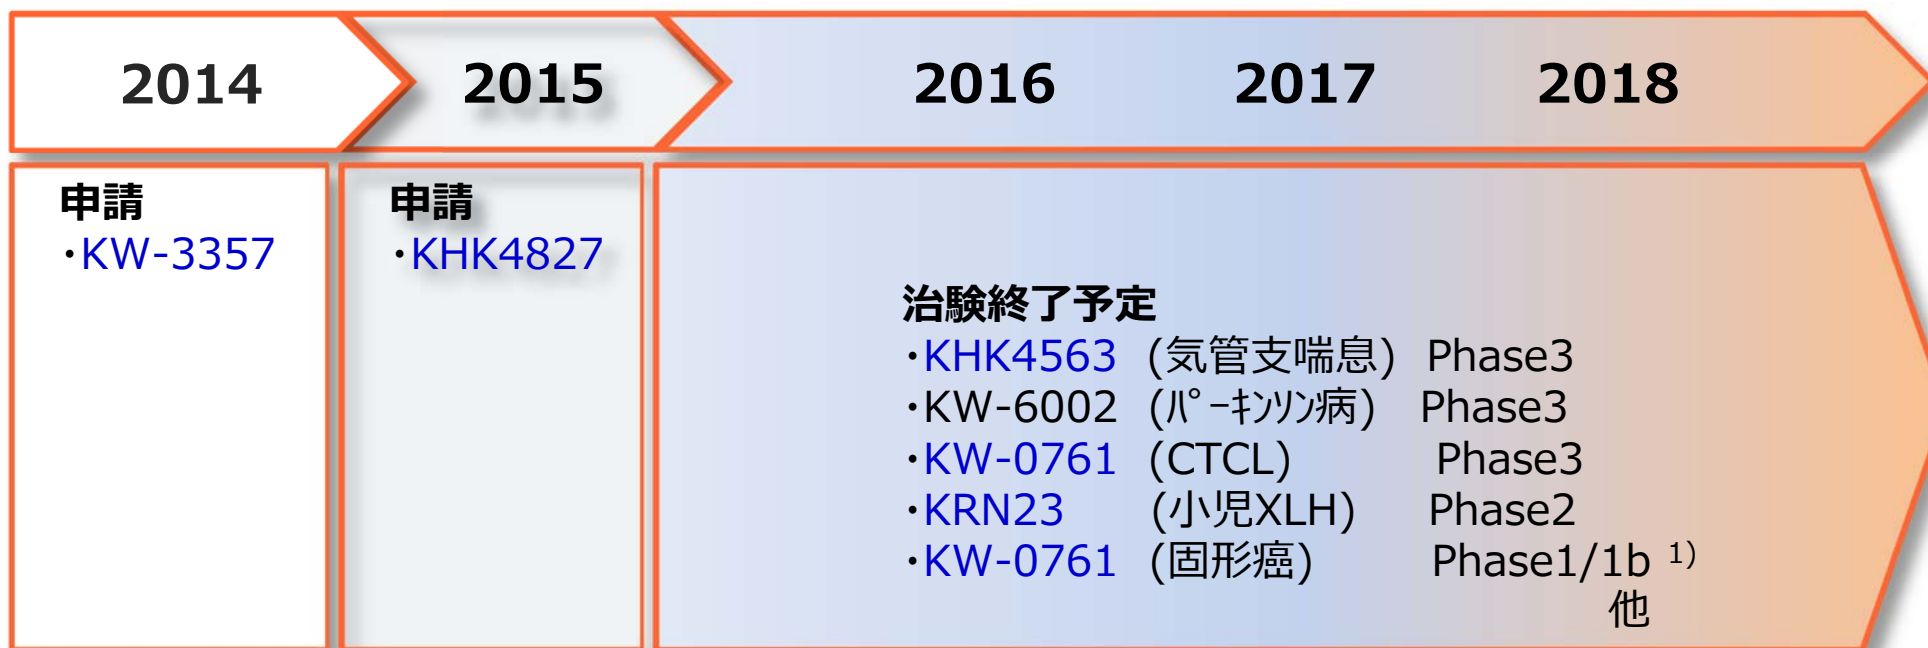 2014
2015
2016 2017 2018
申請
・KW-3357
申請
・KHK4827
治験終了予定
・KHK4563 (気管支喘息) Phase3
・KW-6002 (ﾊﾟｰｷﾝｿﾝ病) Phase3
・KW-0761 (CTCL) Phase3
・KRN23 (小児XLH) Phase2
・KW-0761 (固形癌) Phase1/1b 1)
他